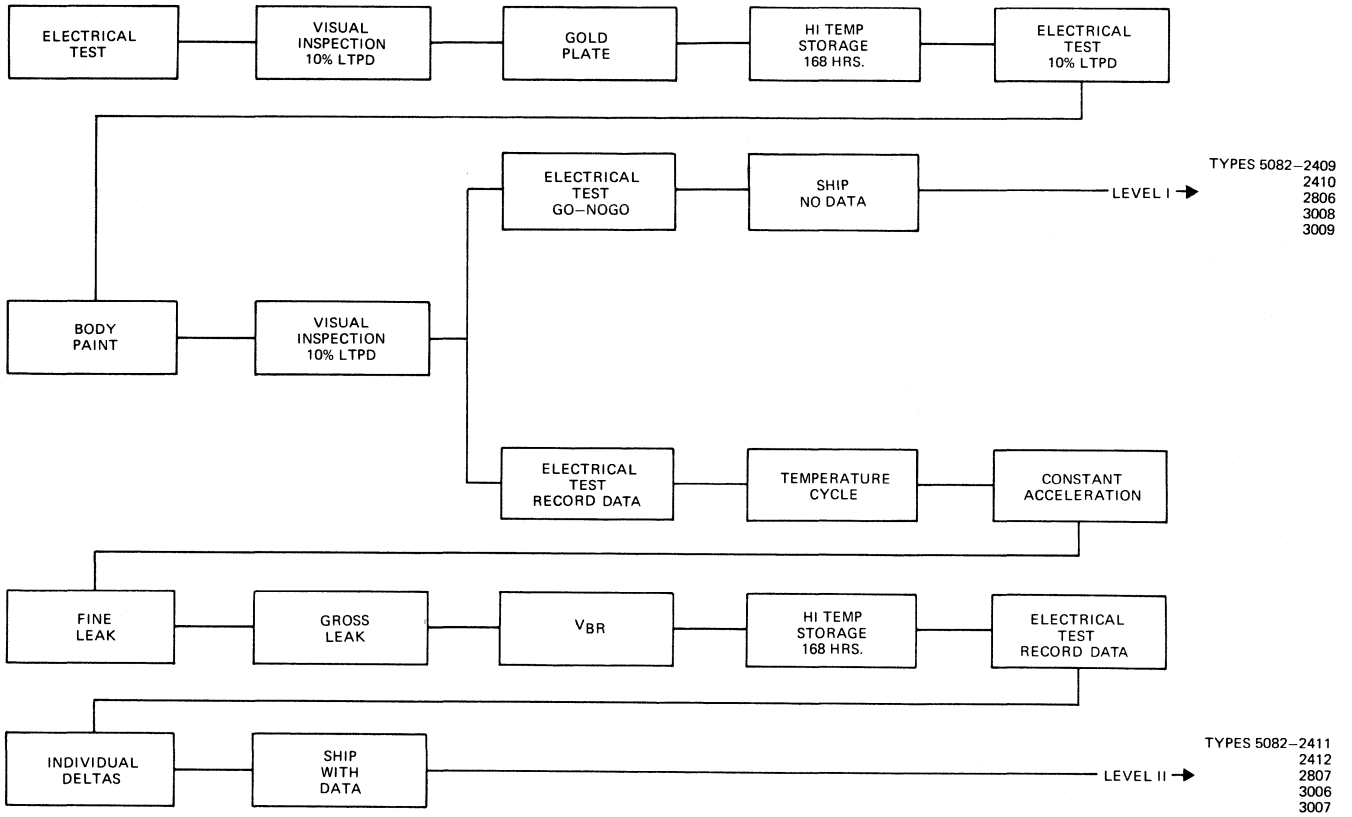 ELECTRICAL
TEST
VISUAL
INSPECTION
10% LTPD
GOLD
PLATE
HI TEMP
STORAGE
168 HRS.
ELECTRICAL
TEST
10% LTPD
ELECTRICAL
TEST
GO–NOGO
SHIP
NO DATA
LEVEL I
TYPES 5082–2409
2410
2806
3008
3009
BODY
PAINT
VISUAL
INSPECTION
10% LTPD
ELECTRICAL
TEST
RECORD DATA
TEMPERATURE
CYCLE
CONSTANT
ACCELERATION
FINE
LEAK
GROSS
LEAK
VBR
HI TEMP
STORAGE
168 HRS.
ELECTRICAL
TEST
RECORD DATA
INDIVIDUAL
DELTAS
SHIP
WITH
DATA
LEVEL II
TYPES 5082–2411
2412
2807
3006
3007